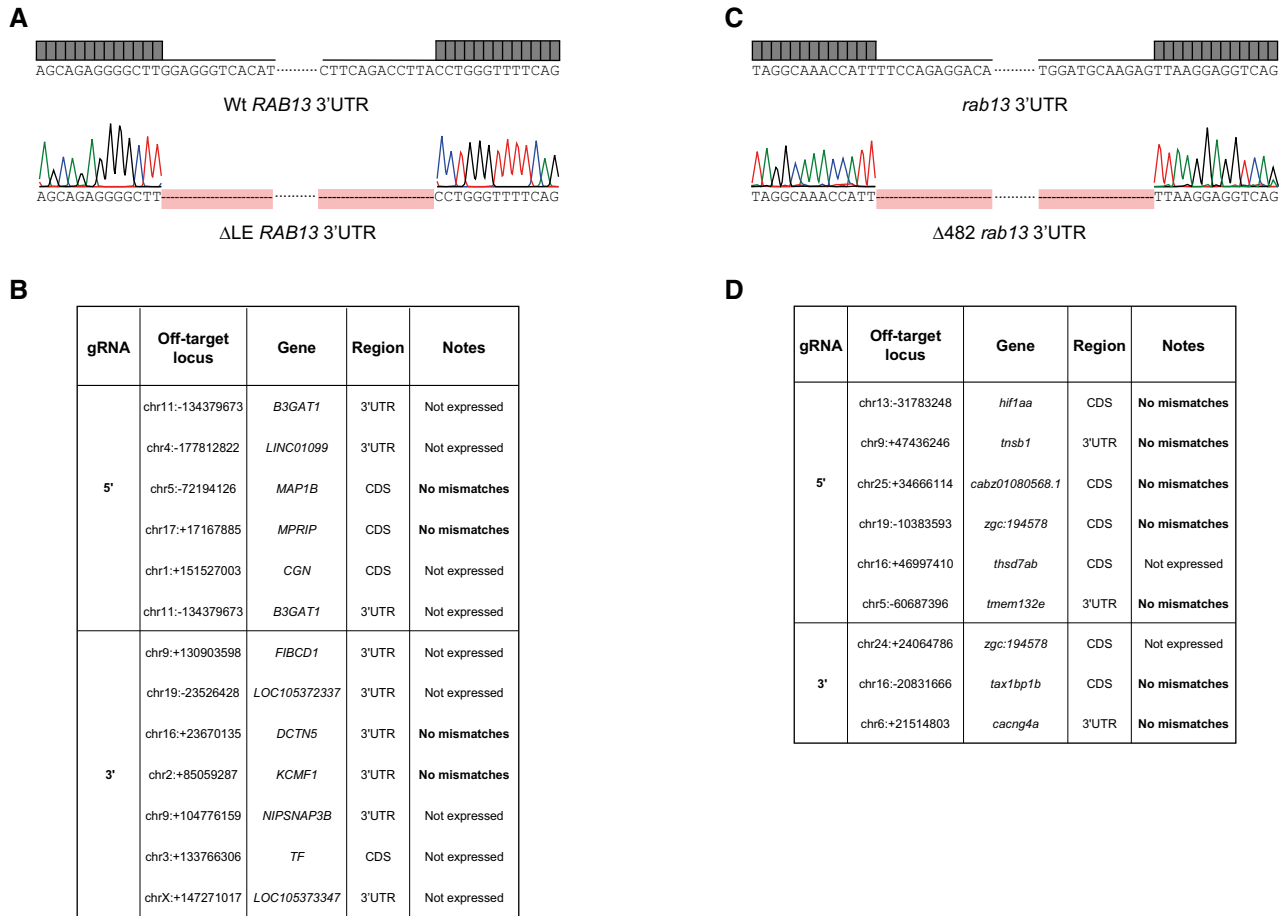 A
AGCAGAGGGGCTTGGAGGGTCACAT·········CTTCAGACCTTACCTGGGTTTTCAG
Wt RAB13 3'UTR
AGCAGAGGGGCTT---------·········---------CCTGGGTTTTCAG
ΔLE RAB13 3'UTR
B
gRNA Off-target locus Gene Region Notes
5'
chr11:-134379673 B3GAT1 3'UTR Not expressed
chr4:-177812822 LINC01099 3'UTR Not expressed
chr5:-72194126 MAP1B CDS No mismatches
chr17:+17167885 MPRIP CDS No mismatches
chr1:+151527003 CGN CDS Not expressed
chr11:-134379673 B3GAT1 3'UTR Not expressed
3'
chr9:+130903598 FIBCD1 3'UTR Not expressed
chr19:-23526428 LOC105372337 3'UTR Not expressed
chr16:+23670135 DCTN5 3'UTR No mismatches
chr2:+85059287 KCMF1 3'UTR No mismatches
chr9:+104776159 NIPSNAP3B 3'UTR Not expressed
chr3:+133766306 TF CDS Not expressed
chrX:+147271017 LOC105373347 3'UTR Not expressed
C
TAGGCAAACCATTTTCCAGAGGACA·········TGGATGCAAGAGTTAAGGAGGTCAG
rab13 3'UTR
TAGGCAAACCATT---------·········---------TTAAGGAGGTCAG
Δ482 rab13 3'UTR
D
gRNA Off-target locus Gene Region Notes
5'
chr13:-31783248 hif1aa CDS No mismatches
chr9:+47436246 tnsb1 3'UTR No mismatches
chr25:+34666114 cabz01080568.1 CDS No mismatches
chr19:-10383593 zgc:194578 CDS No mismatches
chr16:+46997410 thsd7ab CDS Not expressed
chr5:-60687396 tmem132e 3'UTR No mismatches
3'
chr24:+24064786 zgc:194578 CDS Not expressed
chr16:-20831666 tax1bp1b CDS No mismatches
chr6:+21514803 cacng4a 3'UTR No mismatches